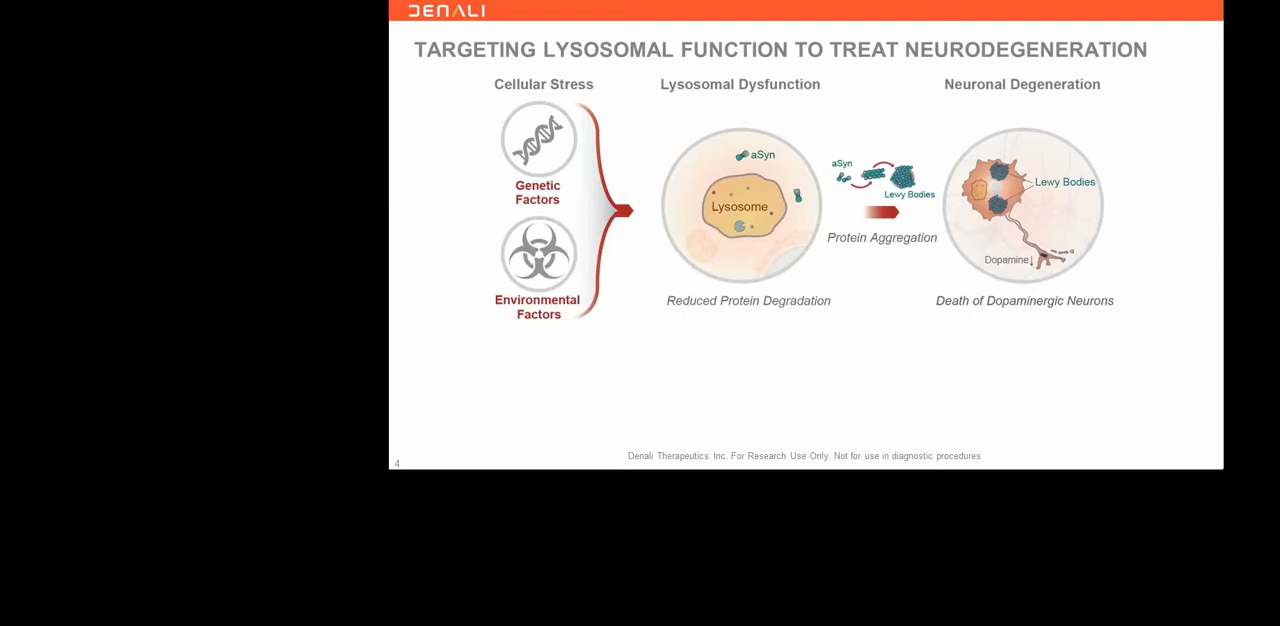 DENALI
TARGETING LYSOSOMAL FUNCTION TO TREAT NEURODEGENERATION
Cellular Stress
Lysosomal Dysfunction
Neuronal Degeneration
Genetic
Factors
Environmental
Factors
aSyn
Lysosome
Reduced Protein Degradation
aSyn
Lewy Bodies
Protein Aggregation
Lewy Bodies
Dopamine↓
Death of Dopaminergic Neurons
Denali Therapeutics Inc. For Research Use Only. Not for use in diagnostic procedures
4